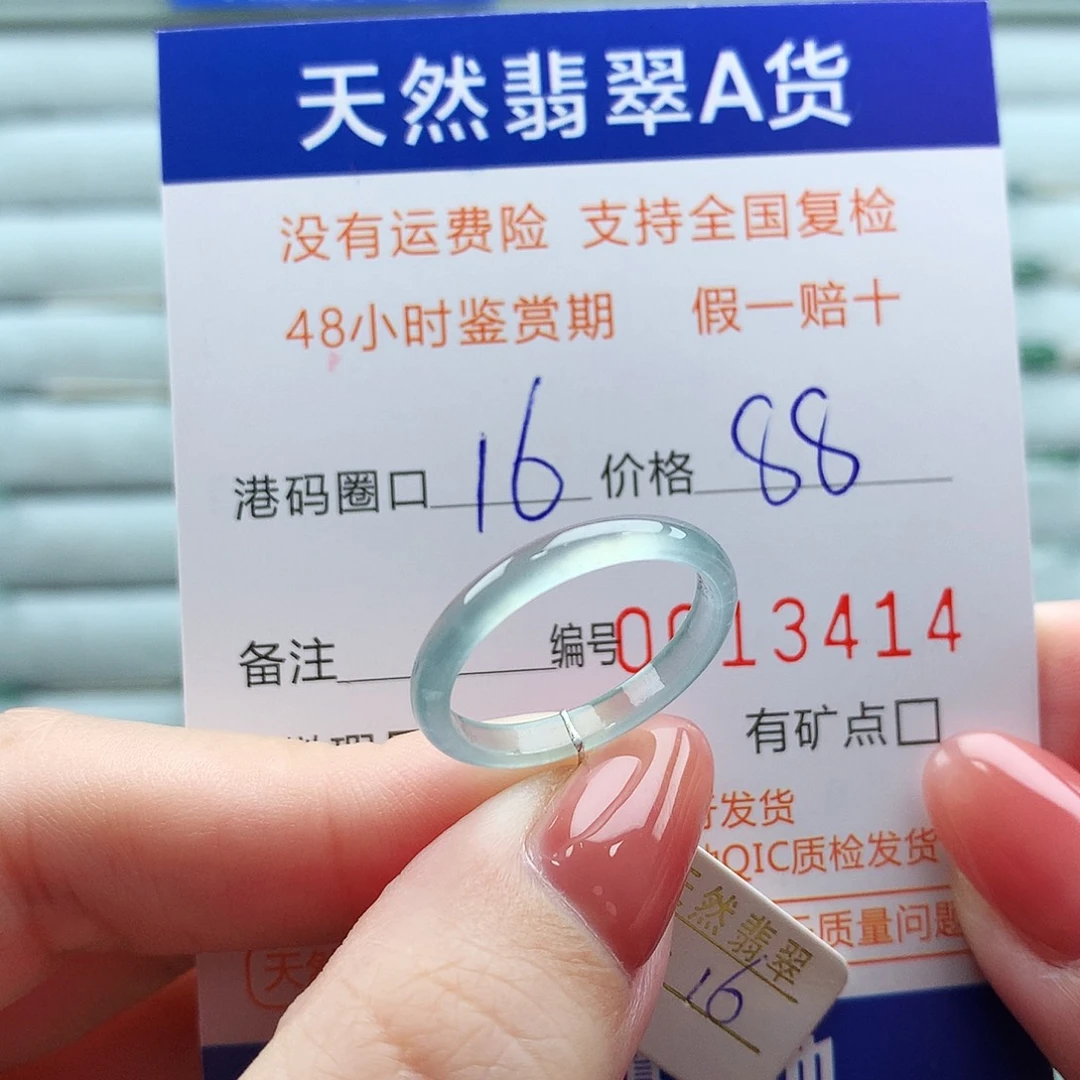 天然翡翠A货
没有运费险 支持全国复检
48小时鉴赏期 假一赔十
港码圈口 16 价格 88
备注 编号 13414
有矿点□
发货
QIC质检发货
质量问题
然翡翠
16